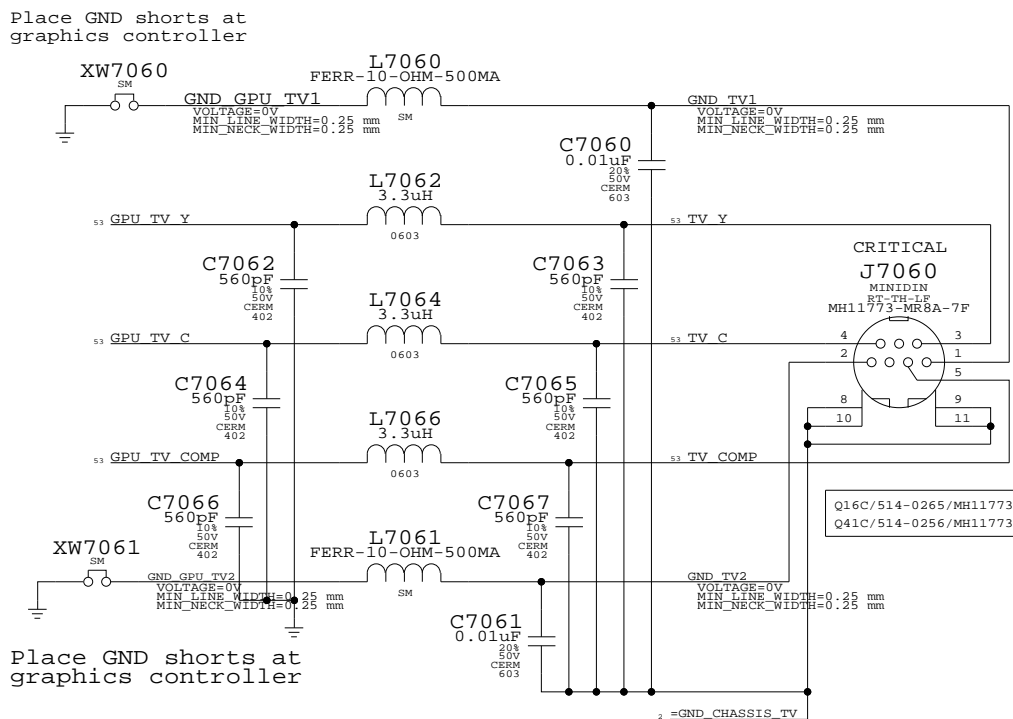 Place GND shorts at
graphics controller
XW7060
SM
GND_GPU_TV1
VOLTAGE=0V
MIN_LINE_WIDTH=0.25 mm
MIN_NECK_WIDTH=0.25 mm
L7060
FERR-10-OHM-500MA
SM
GND_TV1
VOLTAGE=0V
MIN_LINE_WIDTH=0.25 mm
MIN_NECK_WIDTH=0.25 mm
C7060
0.01uF
20%
50V
CERM
603
L7062
3.3uH
0603
53 GPU_TV_Y
53 TV_Y
C7062
560pF
10%
50V
CERM
402
C7063
560pF
10%
50V
CERM
402
CRITICAL
J7060
MINIDIN
RT-TH-LF
MH11773-MR8A-7F
4 3
2 1
5
8 9
10 11
L7064
3.3uH
0603
53 GPU_TV_C
53 TV_C
C7064
560pF
10%
50V
CERM
402
C7065
560pF
10%
50V
CERM
402
L7066
3.3uH
0603
53 GPU_TV_COMP
53 TV_COMP
C7066
560pF
10%
50V
CERM
402
C7067
560pF
10%
50V
CERM
402
Q16C/514-0265/MH11773
Q41C/514-0256/MH11773
XW7061
SM
GND_GPU_TV2
VOLTAGE=0V
MIN_LINE_WIDTH=0.25 mm
MIN_NECK_WIDTH=0.25 mm
L7061
FERR-10-OHM-500MA
SM
GND_TV2
VOLTAGE=0V
MIN_LINE_WIDTH=0.25 mm
MIN_NECK_WIDTH=0.25 mm
C7061
0.01uF
20%
50V
CERM
603
Place GND shorts at
graphics controller
2 =GND_CHASSIS_TV